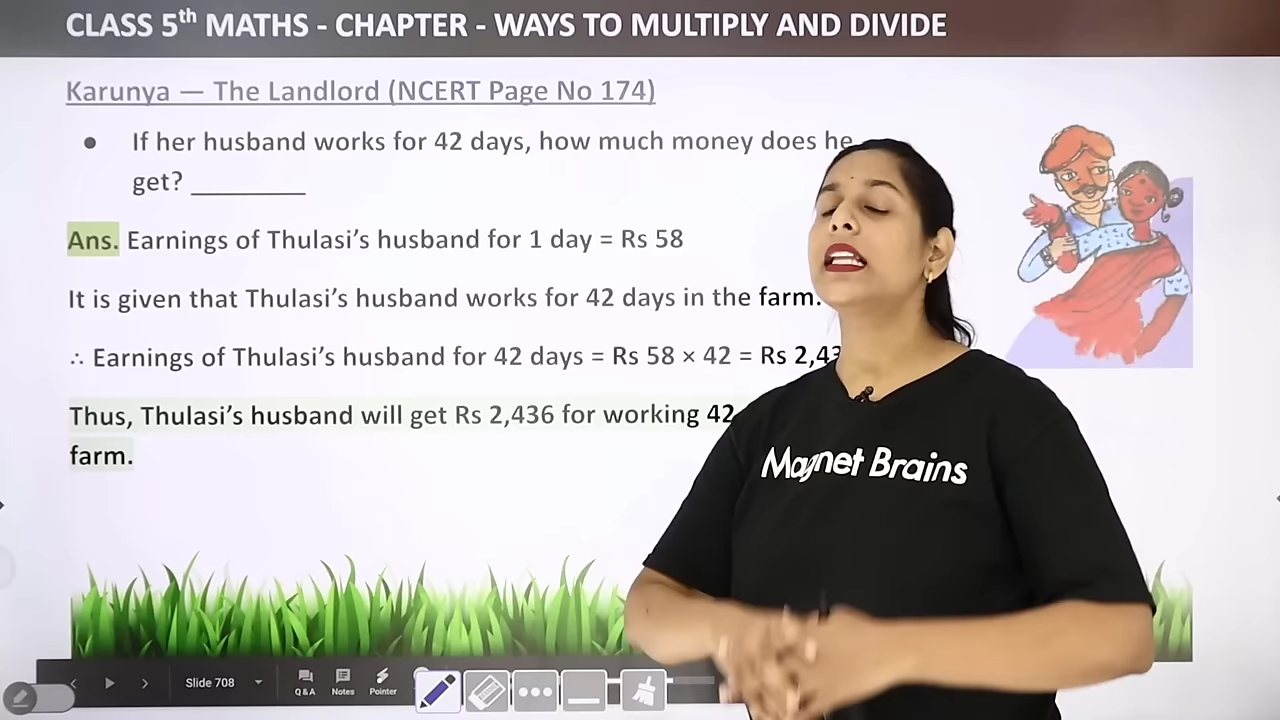 CLASS 5th MATHS - CHAPTER - WAYS TO MULTIPLY AND DIVIDE
Karunya — The Landlord (NCERT Page No 174)
● If her husband works for 42 days, how much money does he
get? ________
Ans. Earnings of Thulasi's husband for 1 day = Rs 58
It is given that Thulasi's husband works for 42 days in the farm.
∴ Earnings of Thulasi's husband for 42 days = Rs 58 × 42 = Rs 2,43
Thus, Thulasi's husband will get Rs 2,436 for working 42
farm.
Magnet Brains
Slide 708
Q&A
Notes
Pointer